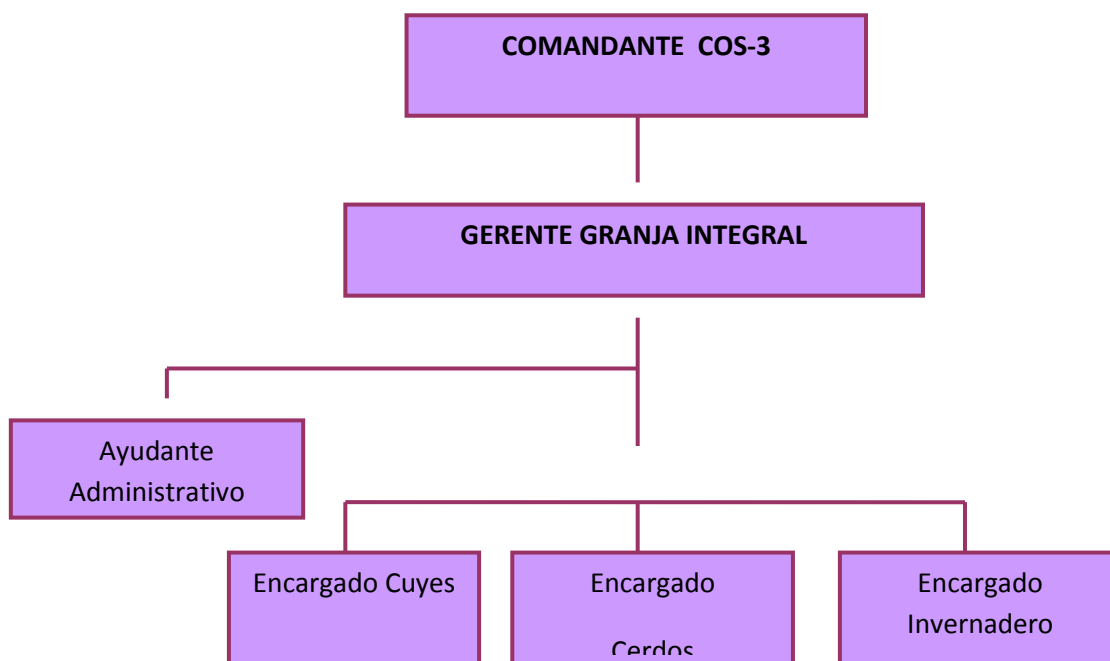 COMANDANTE COS-3
GERENTE GRANJA INTEGRAL
Ayudante
Administrativo
Encargado Cuyes
Encargado
Cerdos
Encargado
Invernadero